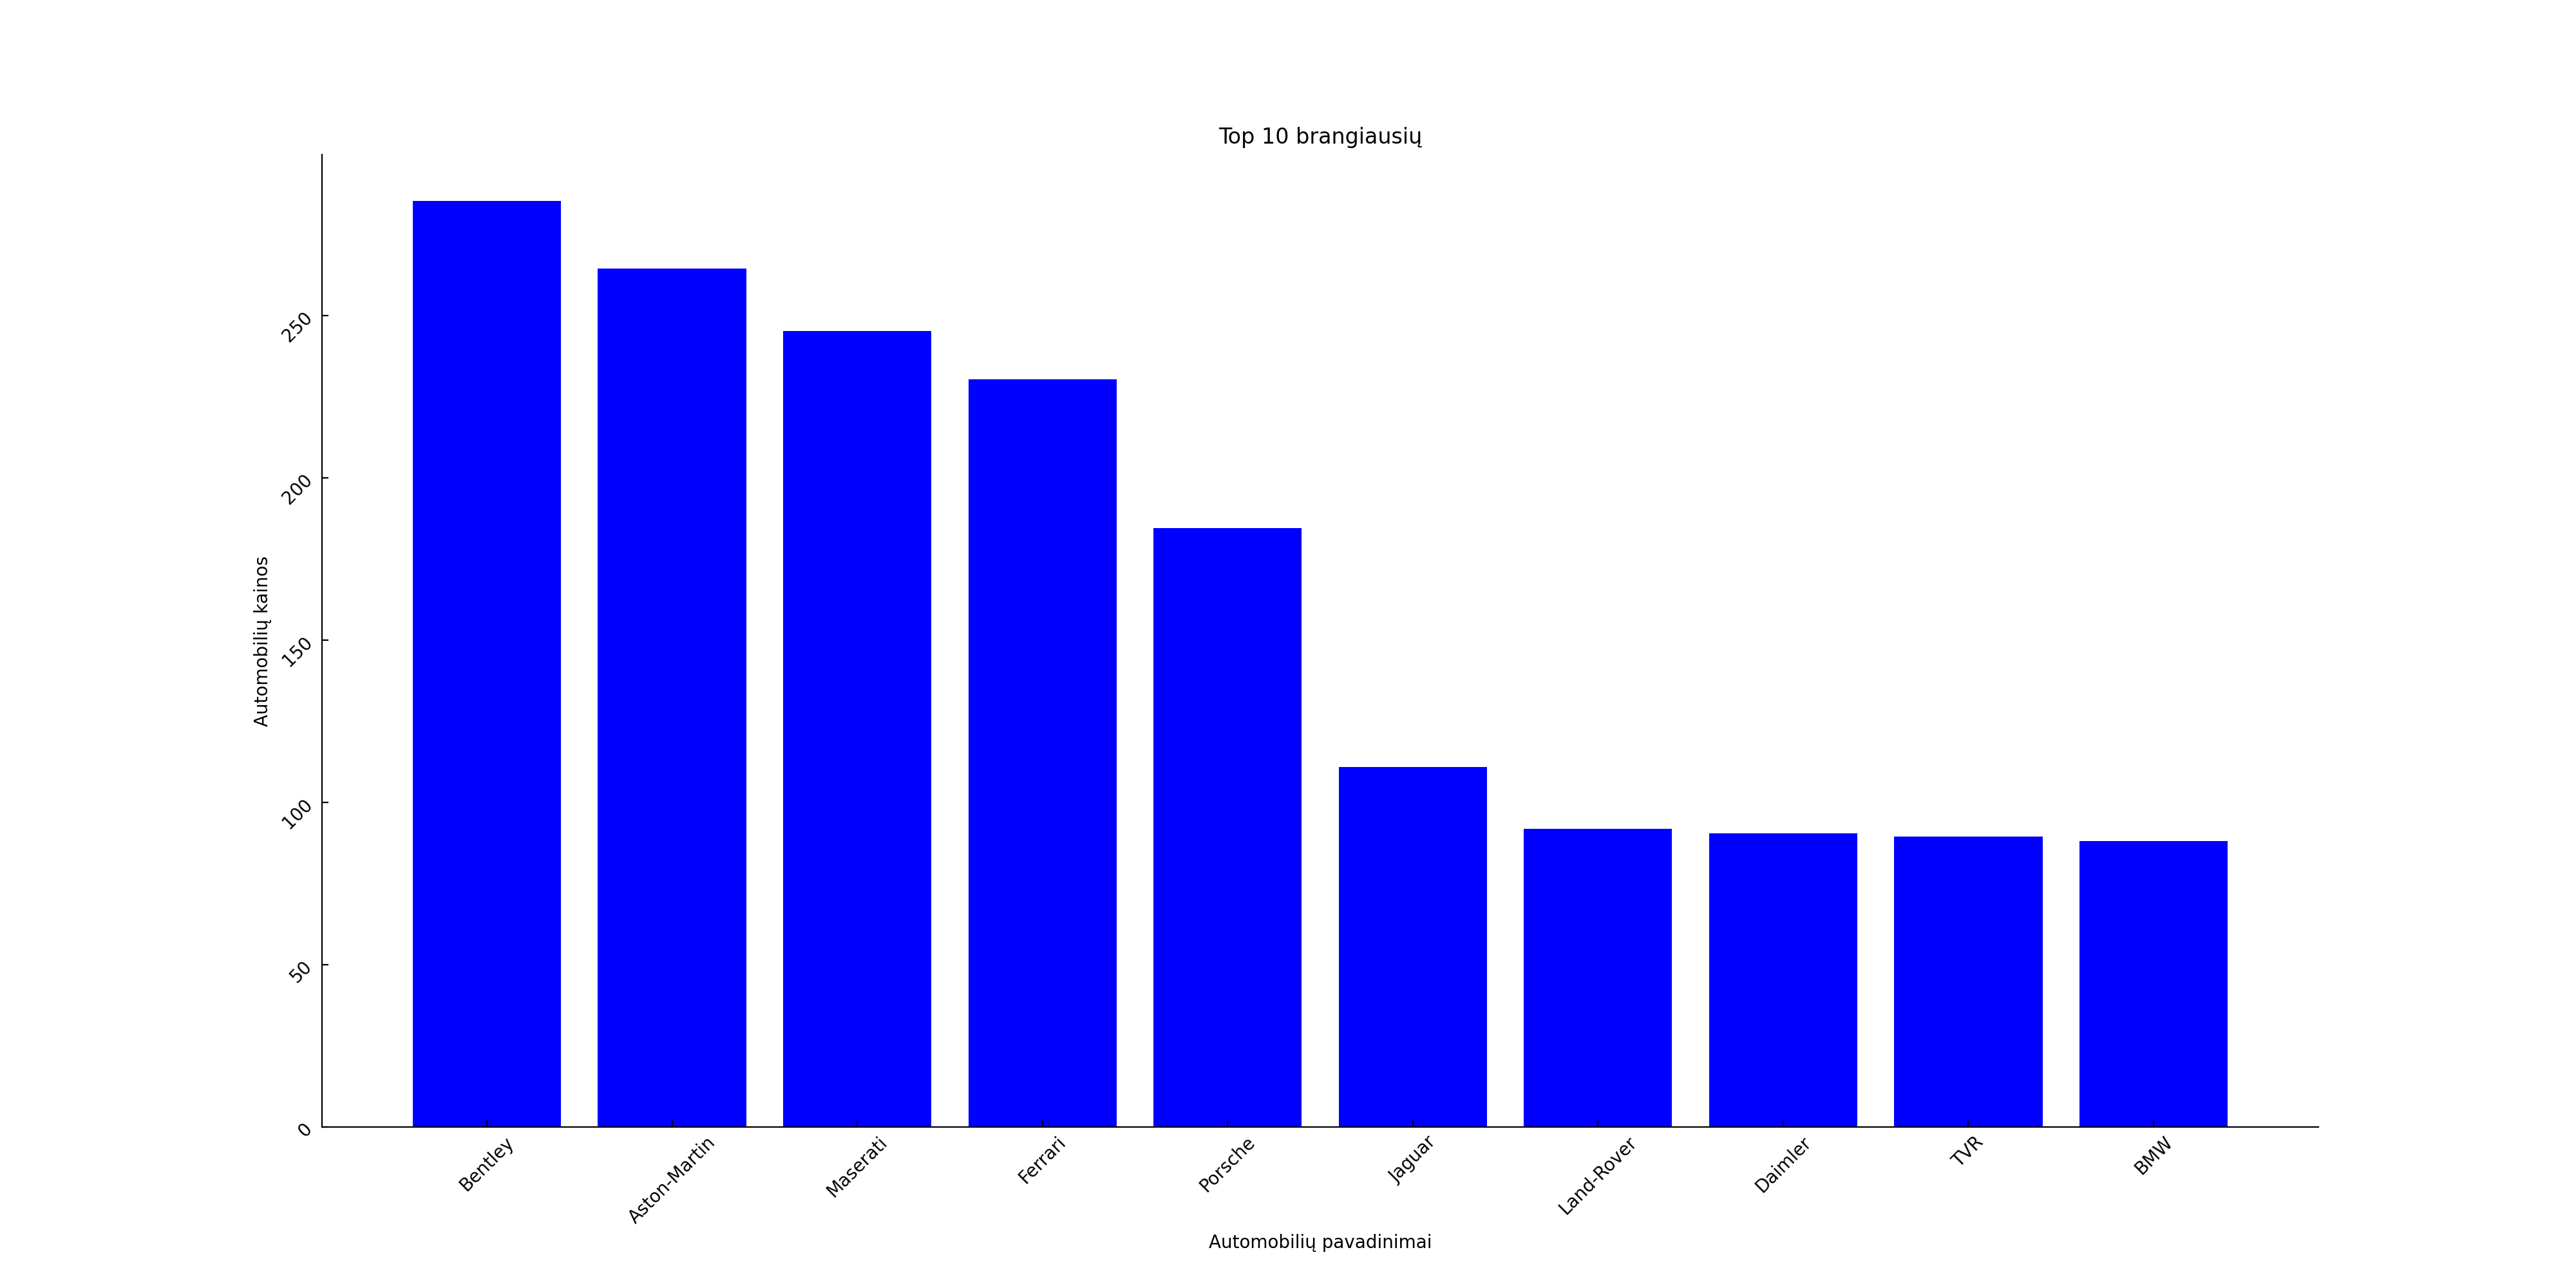 Top 10 brangiausių
Automobilių kainos
250
200
150
100
50
0
Bentley
Aston-Martin
Maserati
Ferrari
Porsche
Jaguar
Land-Rover
Daimler
TVR
BMW
Automobilių pavadinimai